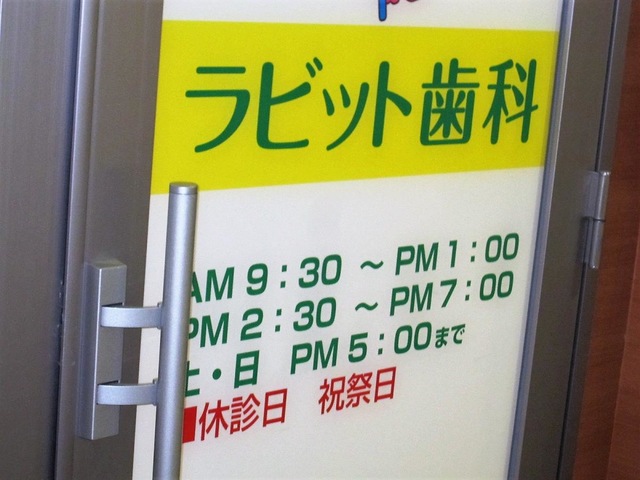 ラビット歯科
AM 9:30 ～ PM 1:00
PM 2:30 ～ PM 7:00
土・日 PM 5:00まで
■休診日 祝祭日